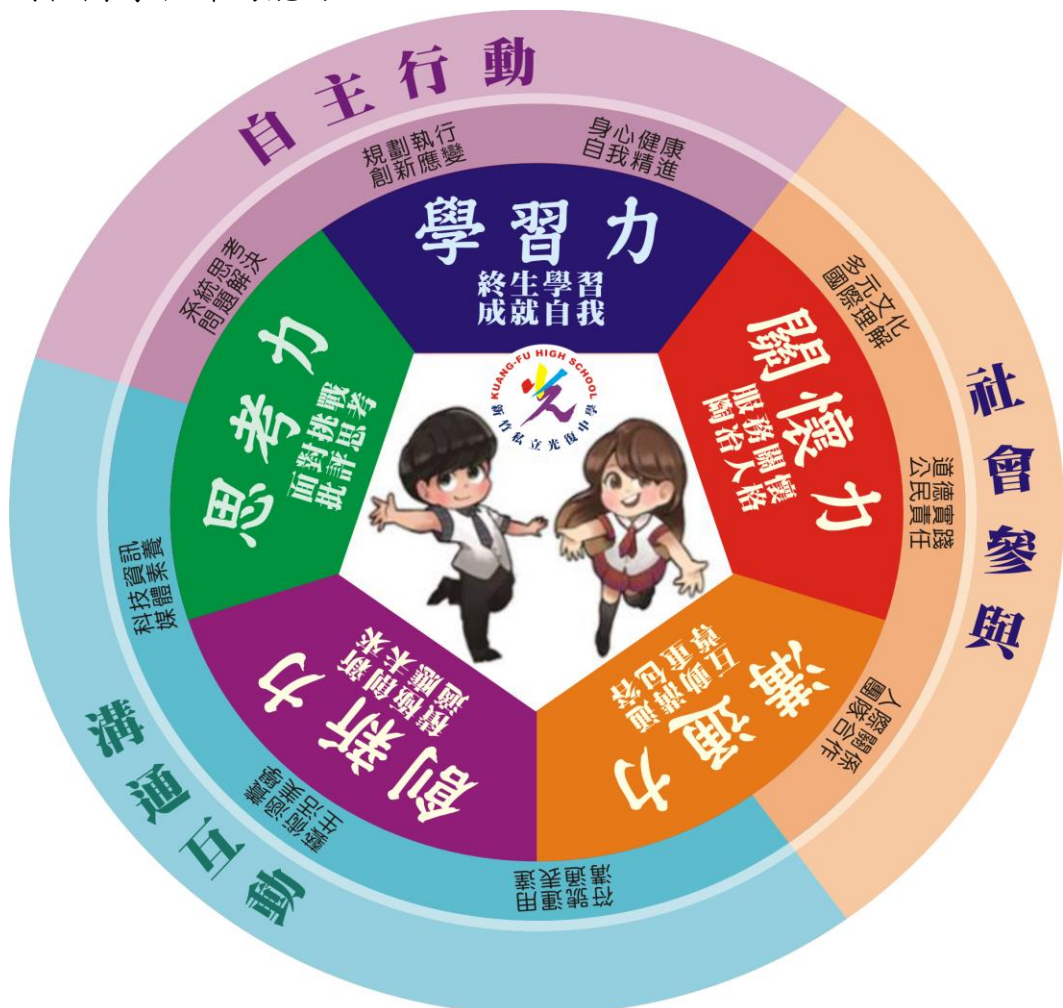 自主行動
規劃執行
創新應變
身心健康
自我精進
系統思考
問題解決
社會參與
多元文化
國際理解
道德實踐
公民責任
人際關係
團隊合作
溝通互動
科技資訊
媒體素養
藝術涵養
生活美學
符號運用
溝通表達
學習力
終生學習
成就自我
關懷力
服務關懷
陶冶人格
溝通力
互動溝通
尊重包容
創新力
積極創新
適應未來
思考力
面對挑戰
批評思考
KUANG-FU HIGH SCHOOL
新竹私立光復中學